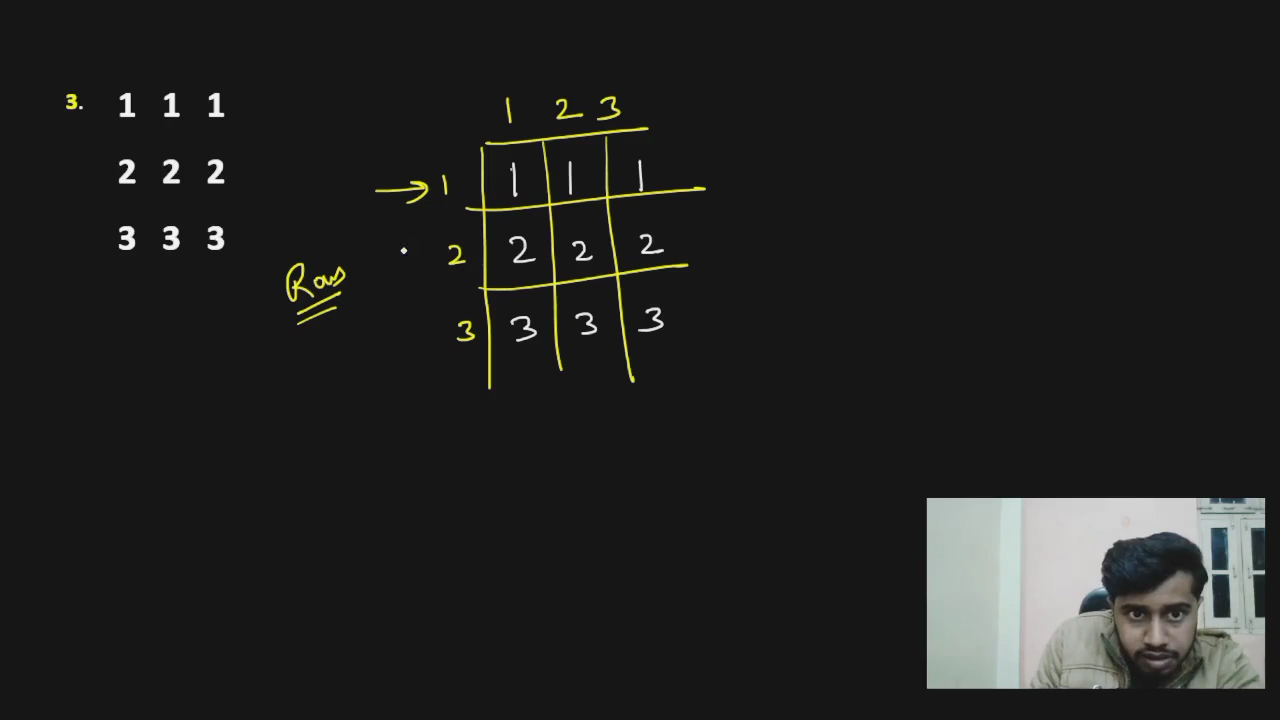 3. 1 1 1
2 2 2
3 3 3
Rows
1 2 3
1 1 1 1
2 2 2 2
3 3 3 3